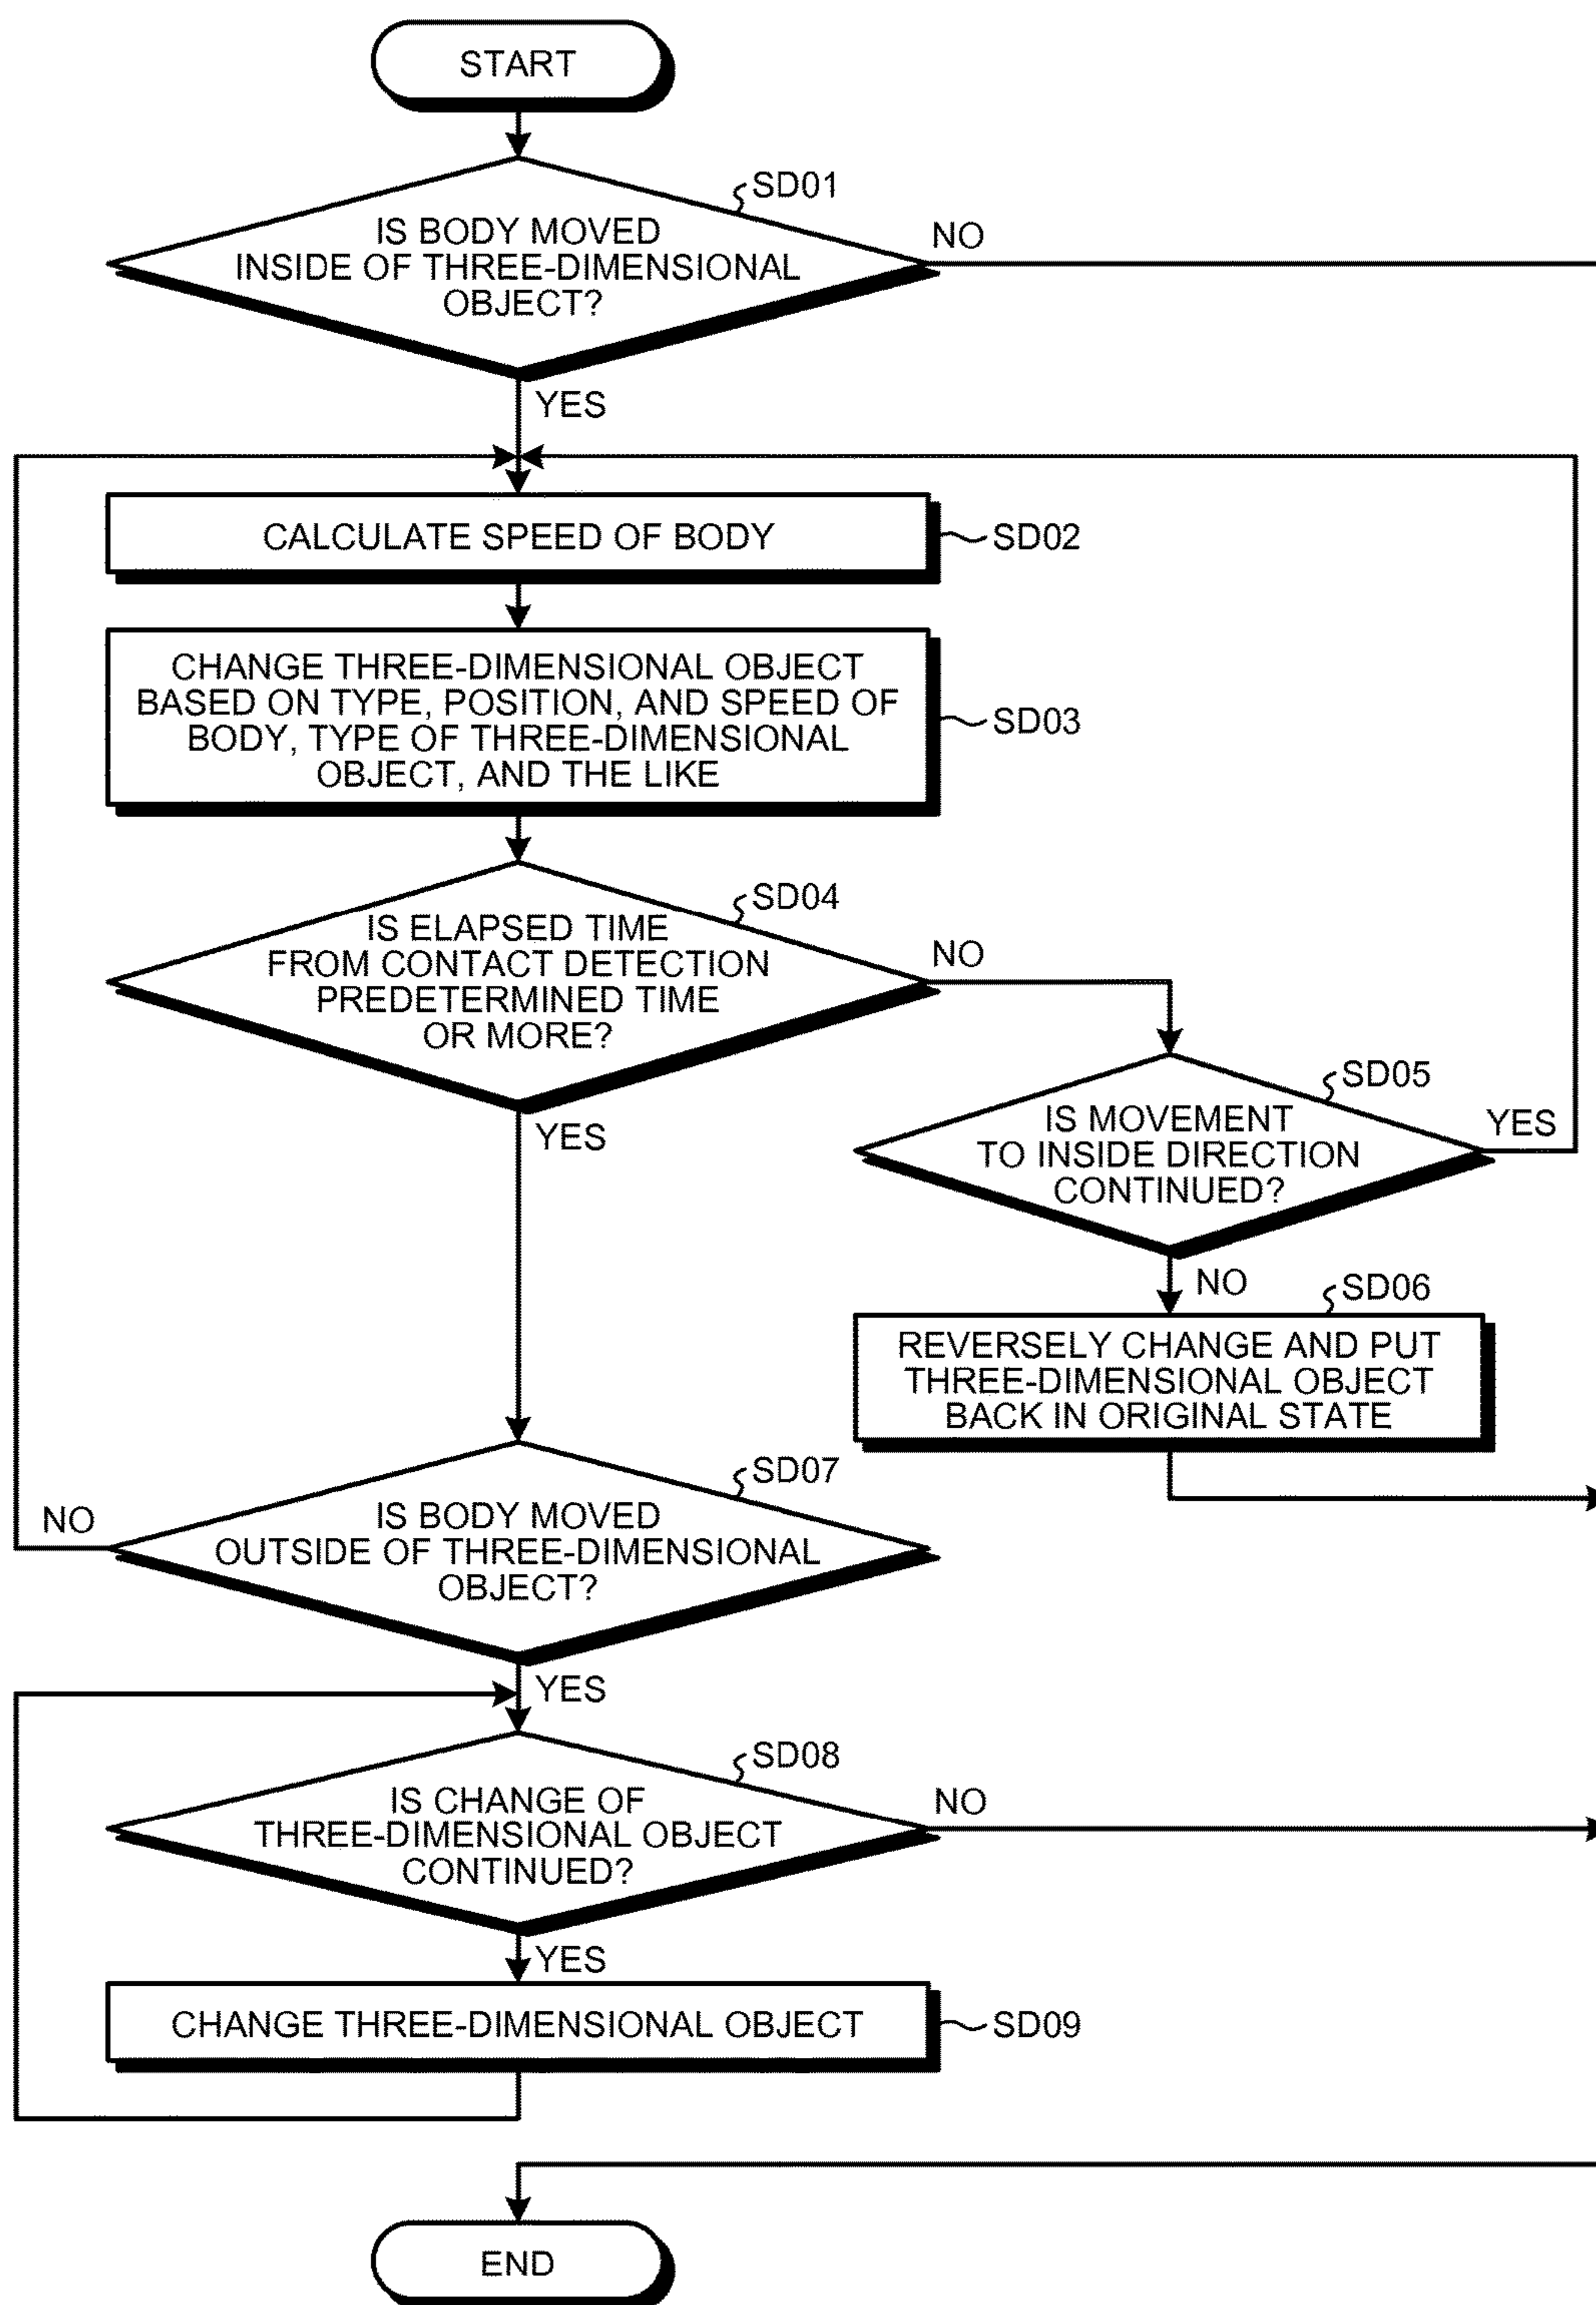 START
SD01
IS BODY MOVED
INSIDE OF THREE-DIMENSIONAL
OBJECT?
NO
YES
CALCULATE SPEED OF BODY
SD02
CHANGE THREE-DIMENSIONAL OBJECT
BASED ON TYPE, POSITION, AND SPEED OF
BODY, TYPE OF THREE-DIMENSIONAL
OBJECT, AND THE LIKE
SD03
SD04
IS ELAPSED TIME
FROM CONTACT DETECTION
PREDETERMINED TIME
OR MORE?
NO
YES
SD05
IS MOVEMENT
TO INSIDE DIRECTION
CONTINUED?
YES
NO
SD06
REVERSELY CHANGE AND PUT
THREE-DIMENSIONAL OBJECT
BACK IN ORIGINAL STATE
SD07
IS BODY MOVED
OUTSIDE OF THREE-DIMENSIONAL
OBJECT?
NO
YES
SD08
IS CHANGE OF
THREE-DIMENSIONAL OBJECT
CONTINUED?
NO
YES
CHANGE THREE-DIMENSIONAL OBJECT
SD09
END